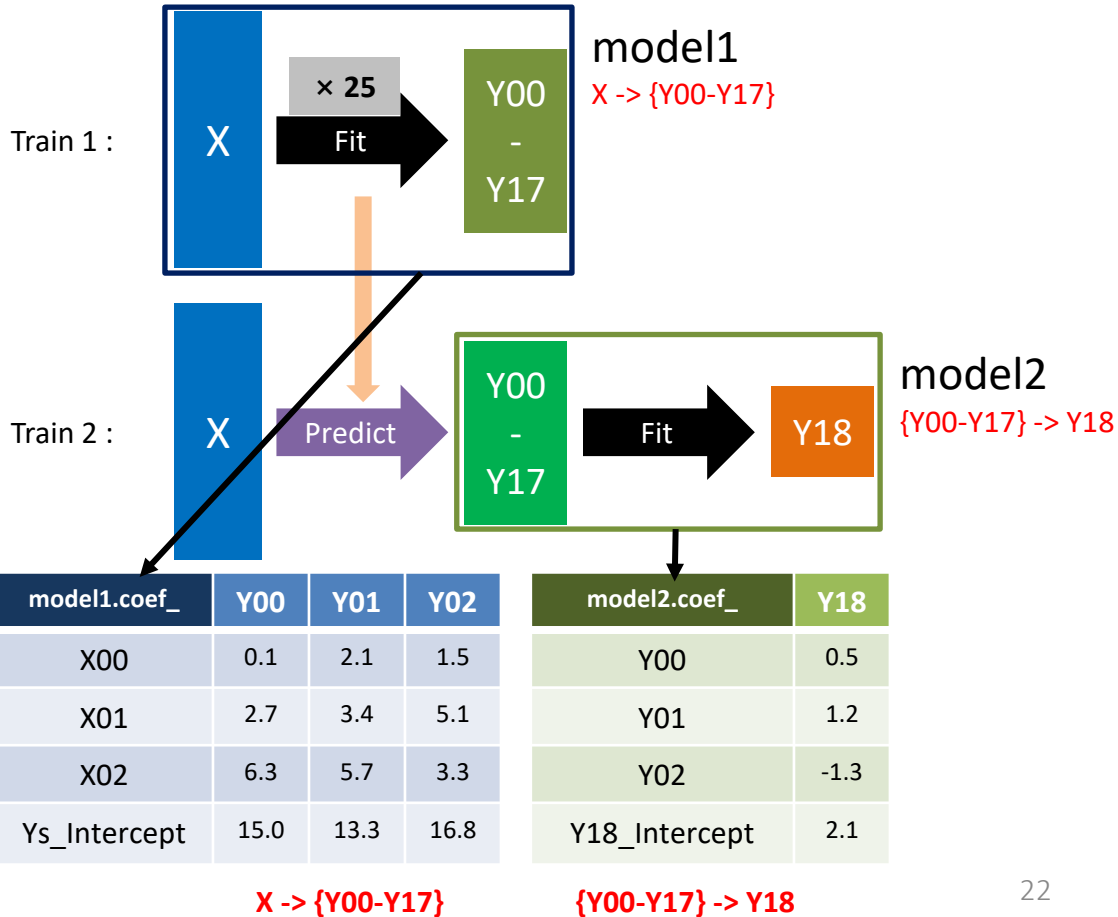 model1
X -> {Y00-Y17}
× 25
Train 1 :
X
Fit
Y00
-
Y17
model2
{Y00-Y17} -> Y18
Train 2 :
X
Predict
Y00
-
Y17
Fit
Y18
model1.coef_ Y00 Y01 Y02
X00 0.1 2.1 1.5
X01 2.7 3.4 5.1
X02 6.3 5.7 3.3
Ys_Intercept 15.0 13.3 16.8
X -> {Y00-Y17}
model2.coef_ Y18
Y00 0.5
Y01 1.2
Y02 -1.3
Y18_Intercept 2.1
{Y00-Y17} -> Y18
22